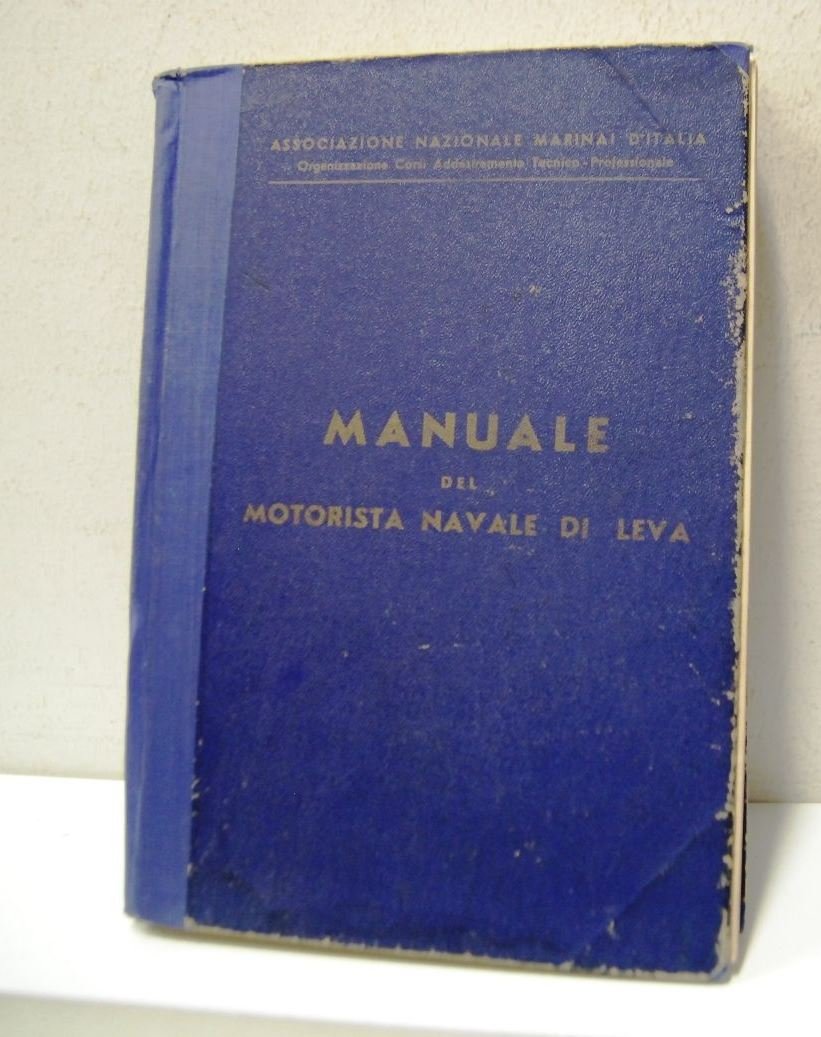 ASSOCIAZIONE NAZIONALE MARINAI D'ITALIA
Organizzazione Corsi Addestramento Tecnico - Professionale
MANUALE
DEL
MOTORISTA NAVALE DI LEVA